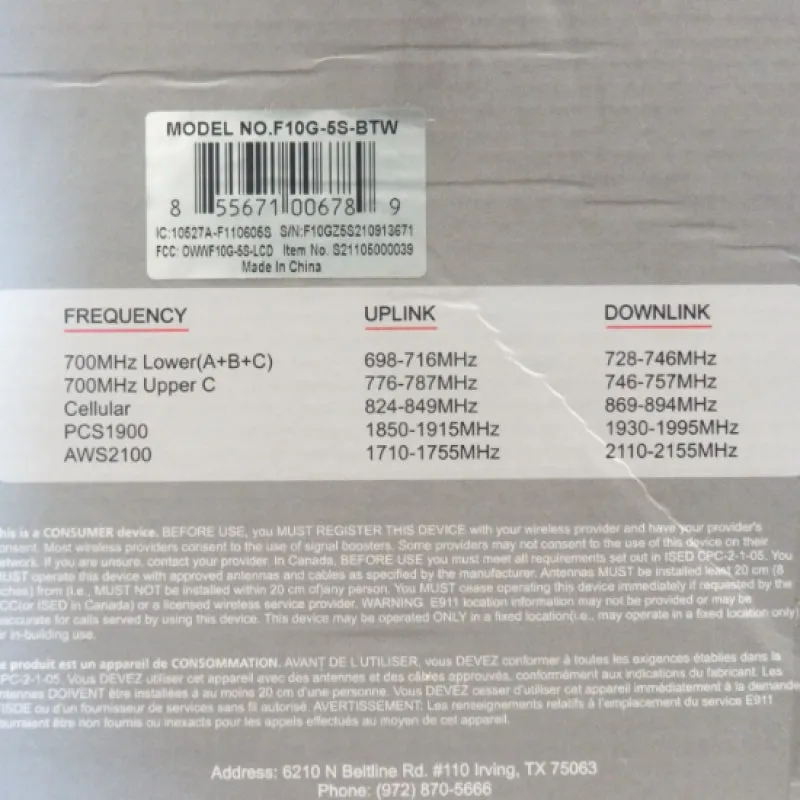 MODEL NO.F10G-5S-BTW
8 55671 00678 9
IC:10527A-F110605S S/N:F10GZ5S210913671
FCC: OWWF10G-5S-LCD Item No. S21105000039
Made In China
FREQUENCY UPLINK DOWNLINK
700MHz Lower(A+B+C) 698-716MHz 728-746MHz
700MHz Upper C 776-787MHz 746-757MHz
Cellular 824-849MHz 869-894MHz
PCS1900 1850-1915MHz 1930-1995MHz
AWS2100 1710-1755MHz 2110-2155MHz
his is a CONSUMER device. BEFORE USE, you MUST REGISTER THIS DEVICE with your wireless provider and have your provider's
onsent. Most wireless providers consent to the use of signal boosters. Some providers may not consent to the use of this device on their
etwork. If you are unsure, contact your provider. In Canada, BEFORE USE you must meet all requirements set out in ISED CPC-2-1-05. You
MUST operate this device with approved antennas and cables as specified by the manufacturer. Antennas MUST be installed least 20 cm (8
ches) from (i.e., MUST NOT be installed within 20 cm of)any person. You MUST cease operating this device immediately if requested by the
CC(or ISED in Canada) or a licensed wireless service provider. WARNING. E911 location information may not be provided or may be
accurate for calls served by using this device. This device may be operated ONLY in a fixed location(i.e., may operate in a fixed location only)
r in-building use.
e produit est un appareil de CONSOMMATION. AVANT DE L'UTILISER, vous DEVEZ conformer à toutes les exigences établies dans la
PC-2-1-05. Vous DEVEZ utiliser cet appareil avec des antennes et des câbles approuvés, conformément aux indications du fabricant. Les
ntennes DOIVENT être installées à au moins 20 cm d'une personne. Vous DEVEZ cesser d'utiliser cet appareil immédiatement à la demande
ISDE ou d'un fournisseur de services sans fil autorisé. AVERTISSEMENT: Les renseignements relatifs à l'emplacement du service E911
ourraient être non fournis ou inexacts pour les appels effectués au moyen de cet appareil.
Address: 6210 N Beltline Rd. #110 Irving, TX 75063
Phone: (972) 870-5666